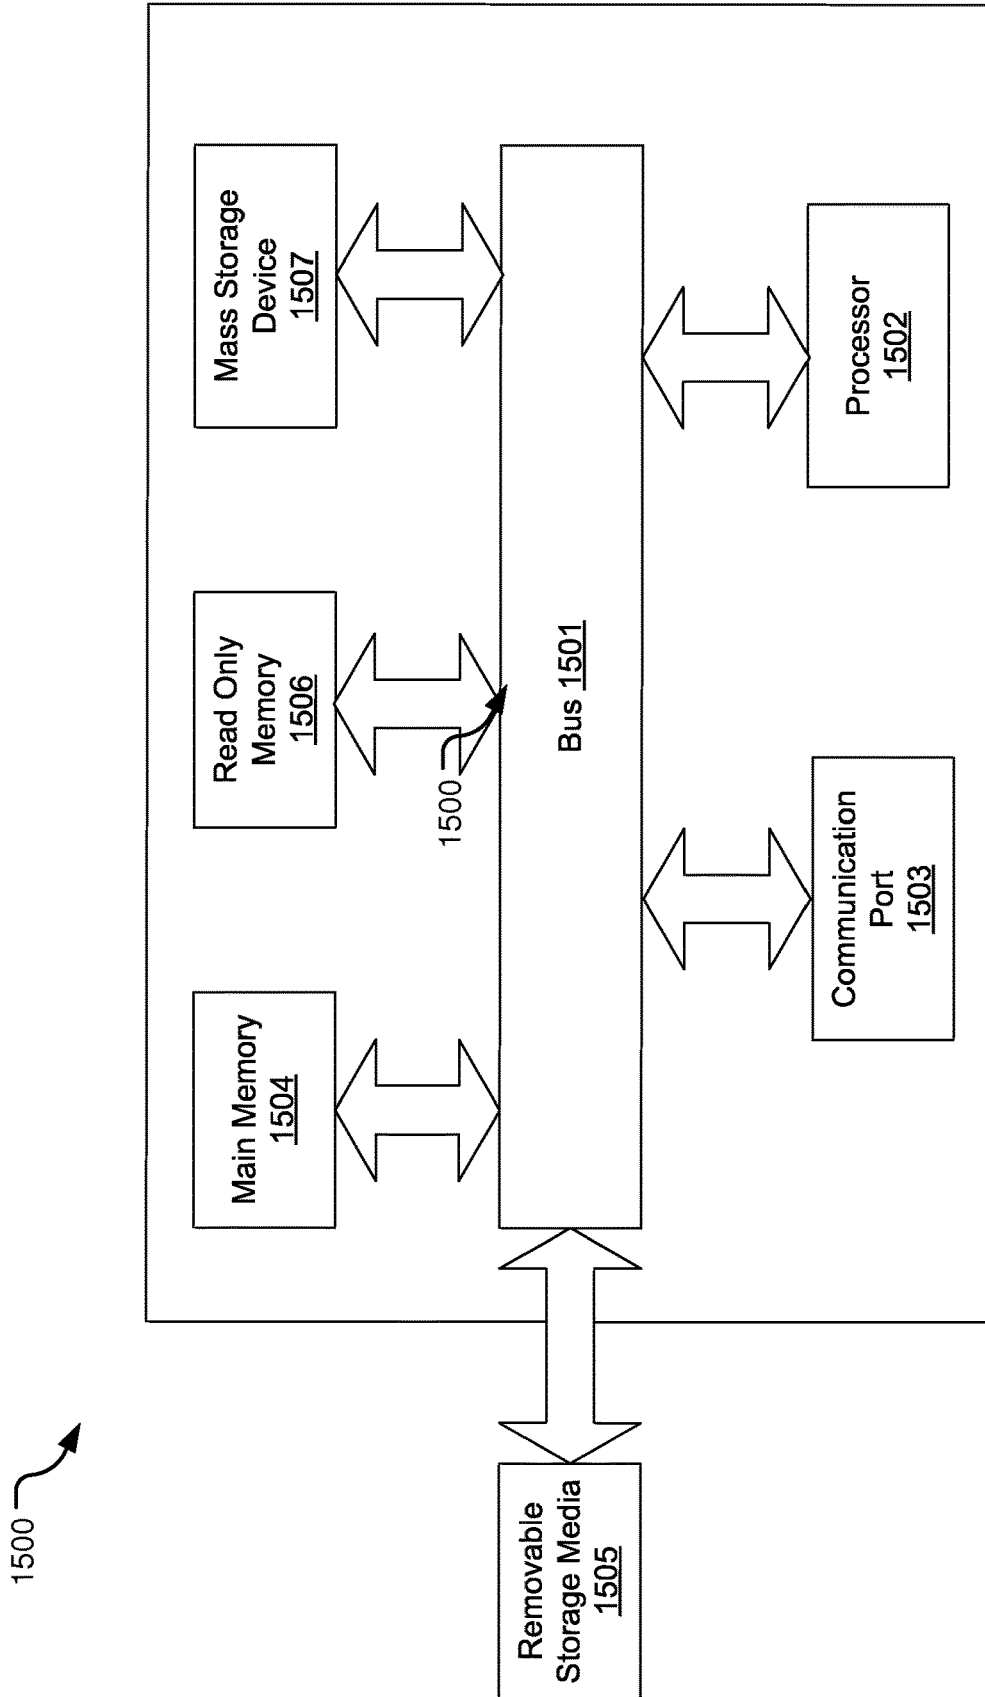 1500
Removable
Storage Media
1505
Main Memory
1504
Read Only
Memory
1506
Mass Storage
Device
1507
1500
Bus 1501
Communication
Port
1503
Processor
1502